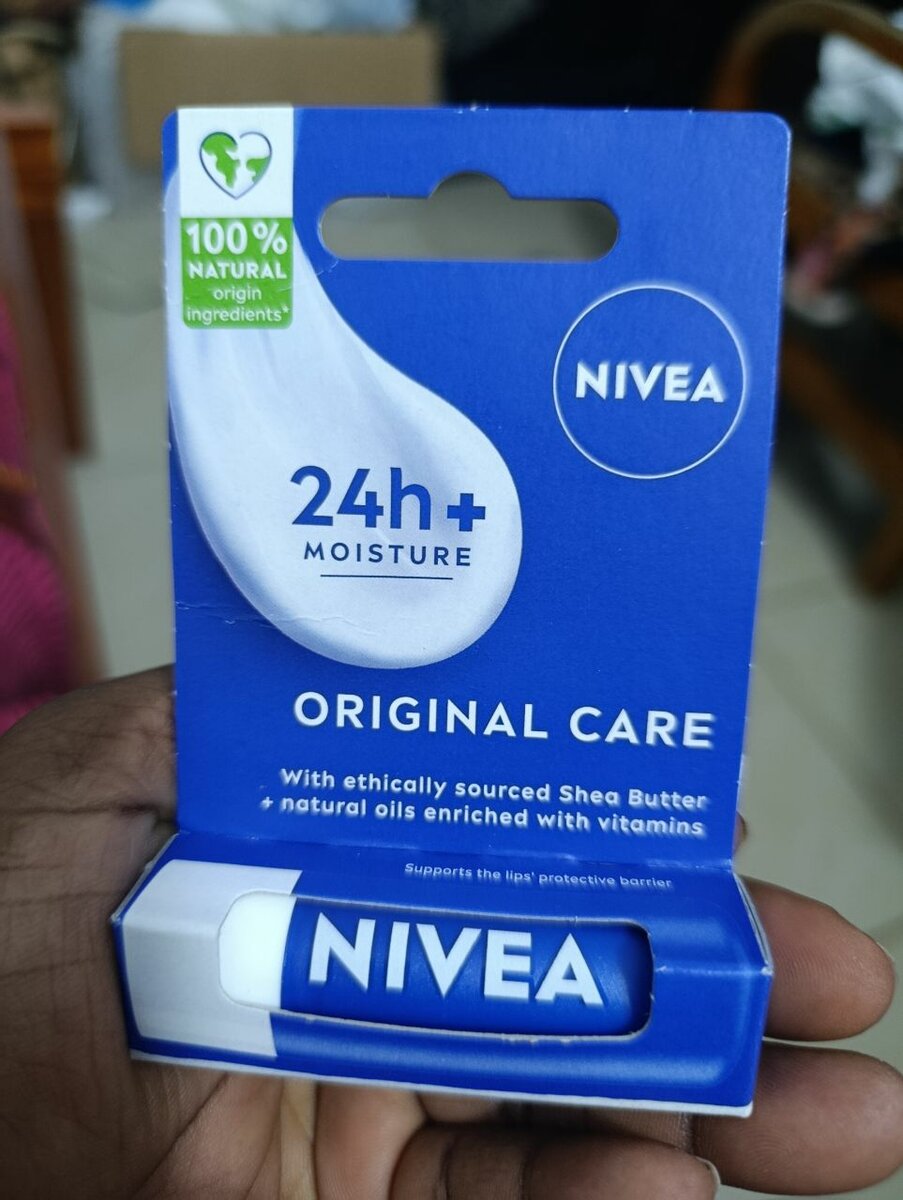 100%
NATURAL
origin
ingredients*
NIVEA
24h+
MOISTURE
ORIGINAL CARE
With ethically sourced Shea Butter
+ natural oils enriched with vitamins
Supports the lips' protective barrier
NIVEA